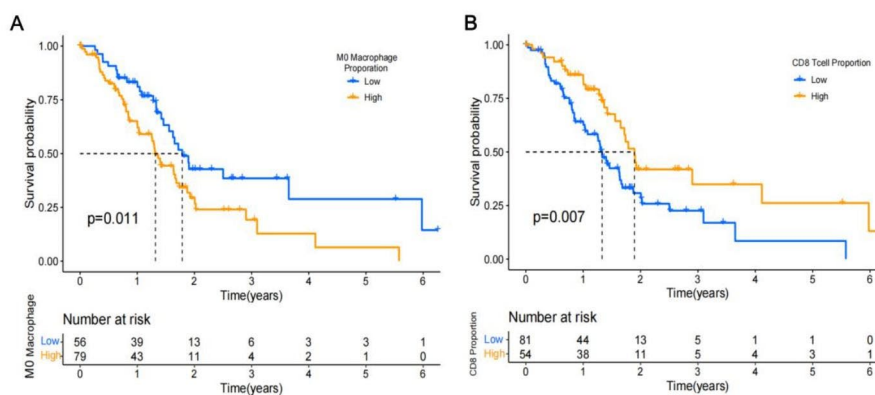 A
M0 Macrophage
Proporation
Low
High
1.00
0.75
0.50
0.25
0.00
Survival probability
p=0.011
0 1 2 3 4 5 6
Time(years)
Number at risk
M0 Macrophage
Low 56 39 13 6 3 3 1
High 79 43 11 4 2 1 0
0 1 2 3 4 5 6
Time(years)
B
CD8 Tcell Proportion
Low
High
1.00
0.75
0.50
0.25
0.00
Survival probability
p=0.007
0 1 2 3 4 5 6
Time(years)
Number at risk
CD8 Proportion
Low 81 44 13 5 1 1 0
High 54 38 11 5 4 3 1
0 1 2 3 4 5 6
Time(years)